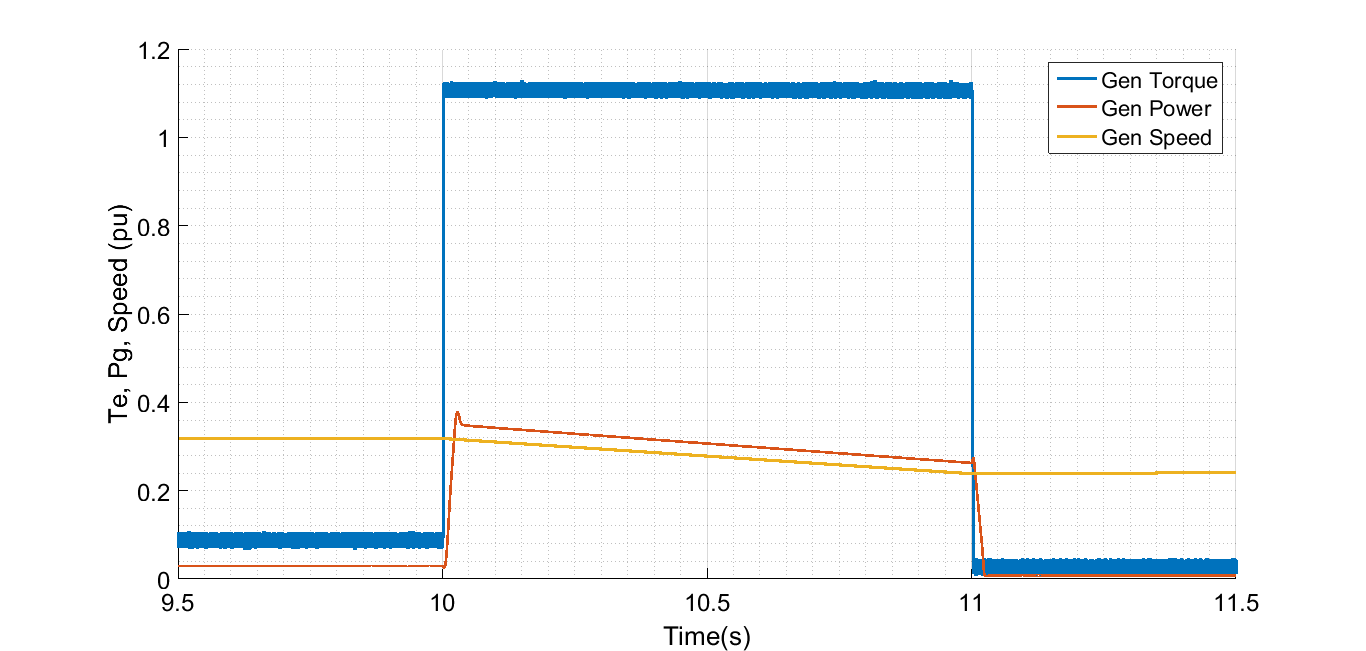 1.2
1
0.8
0.6
0.4
0.2
0
Te, Pg, Speed (pu)
Gen Torque
Gen Power
Gen Speed
9.5
10
10.5
11
11.5
Time(s)